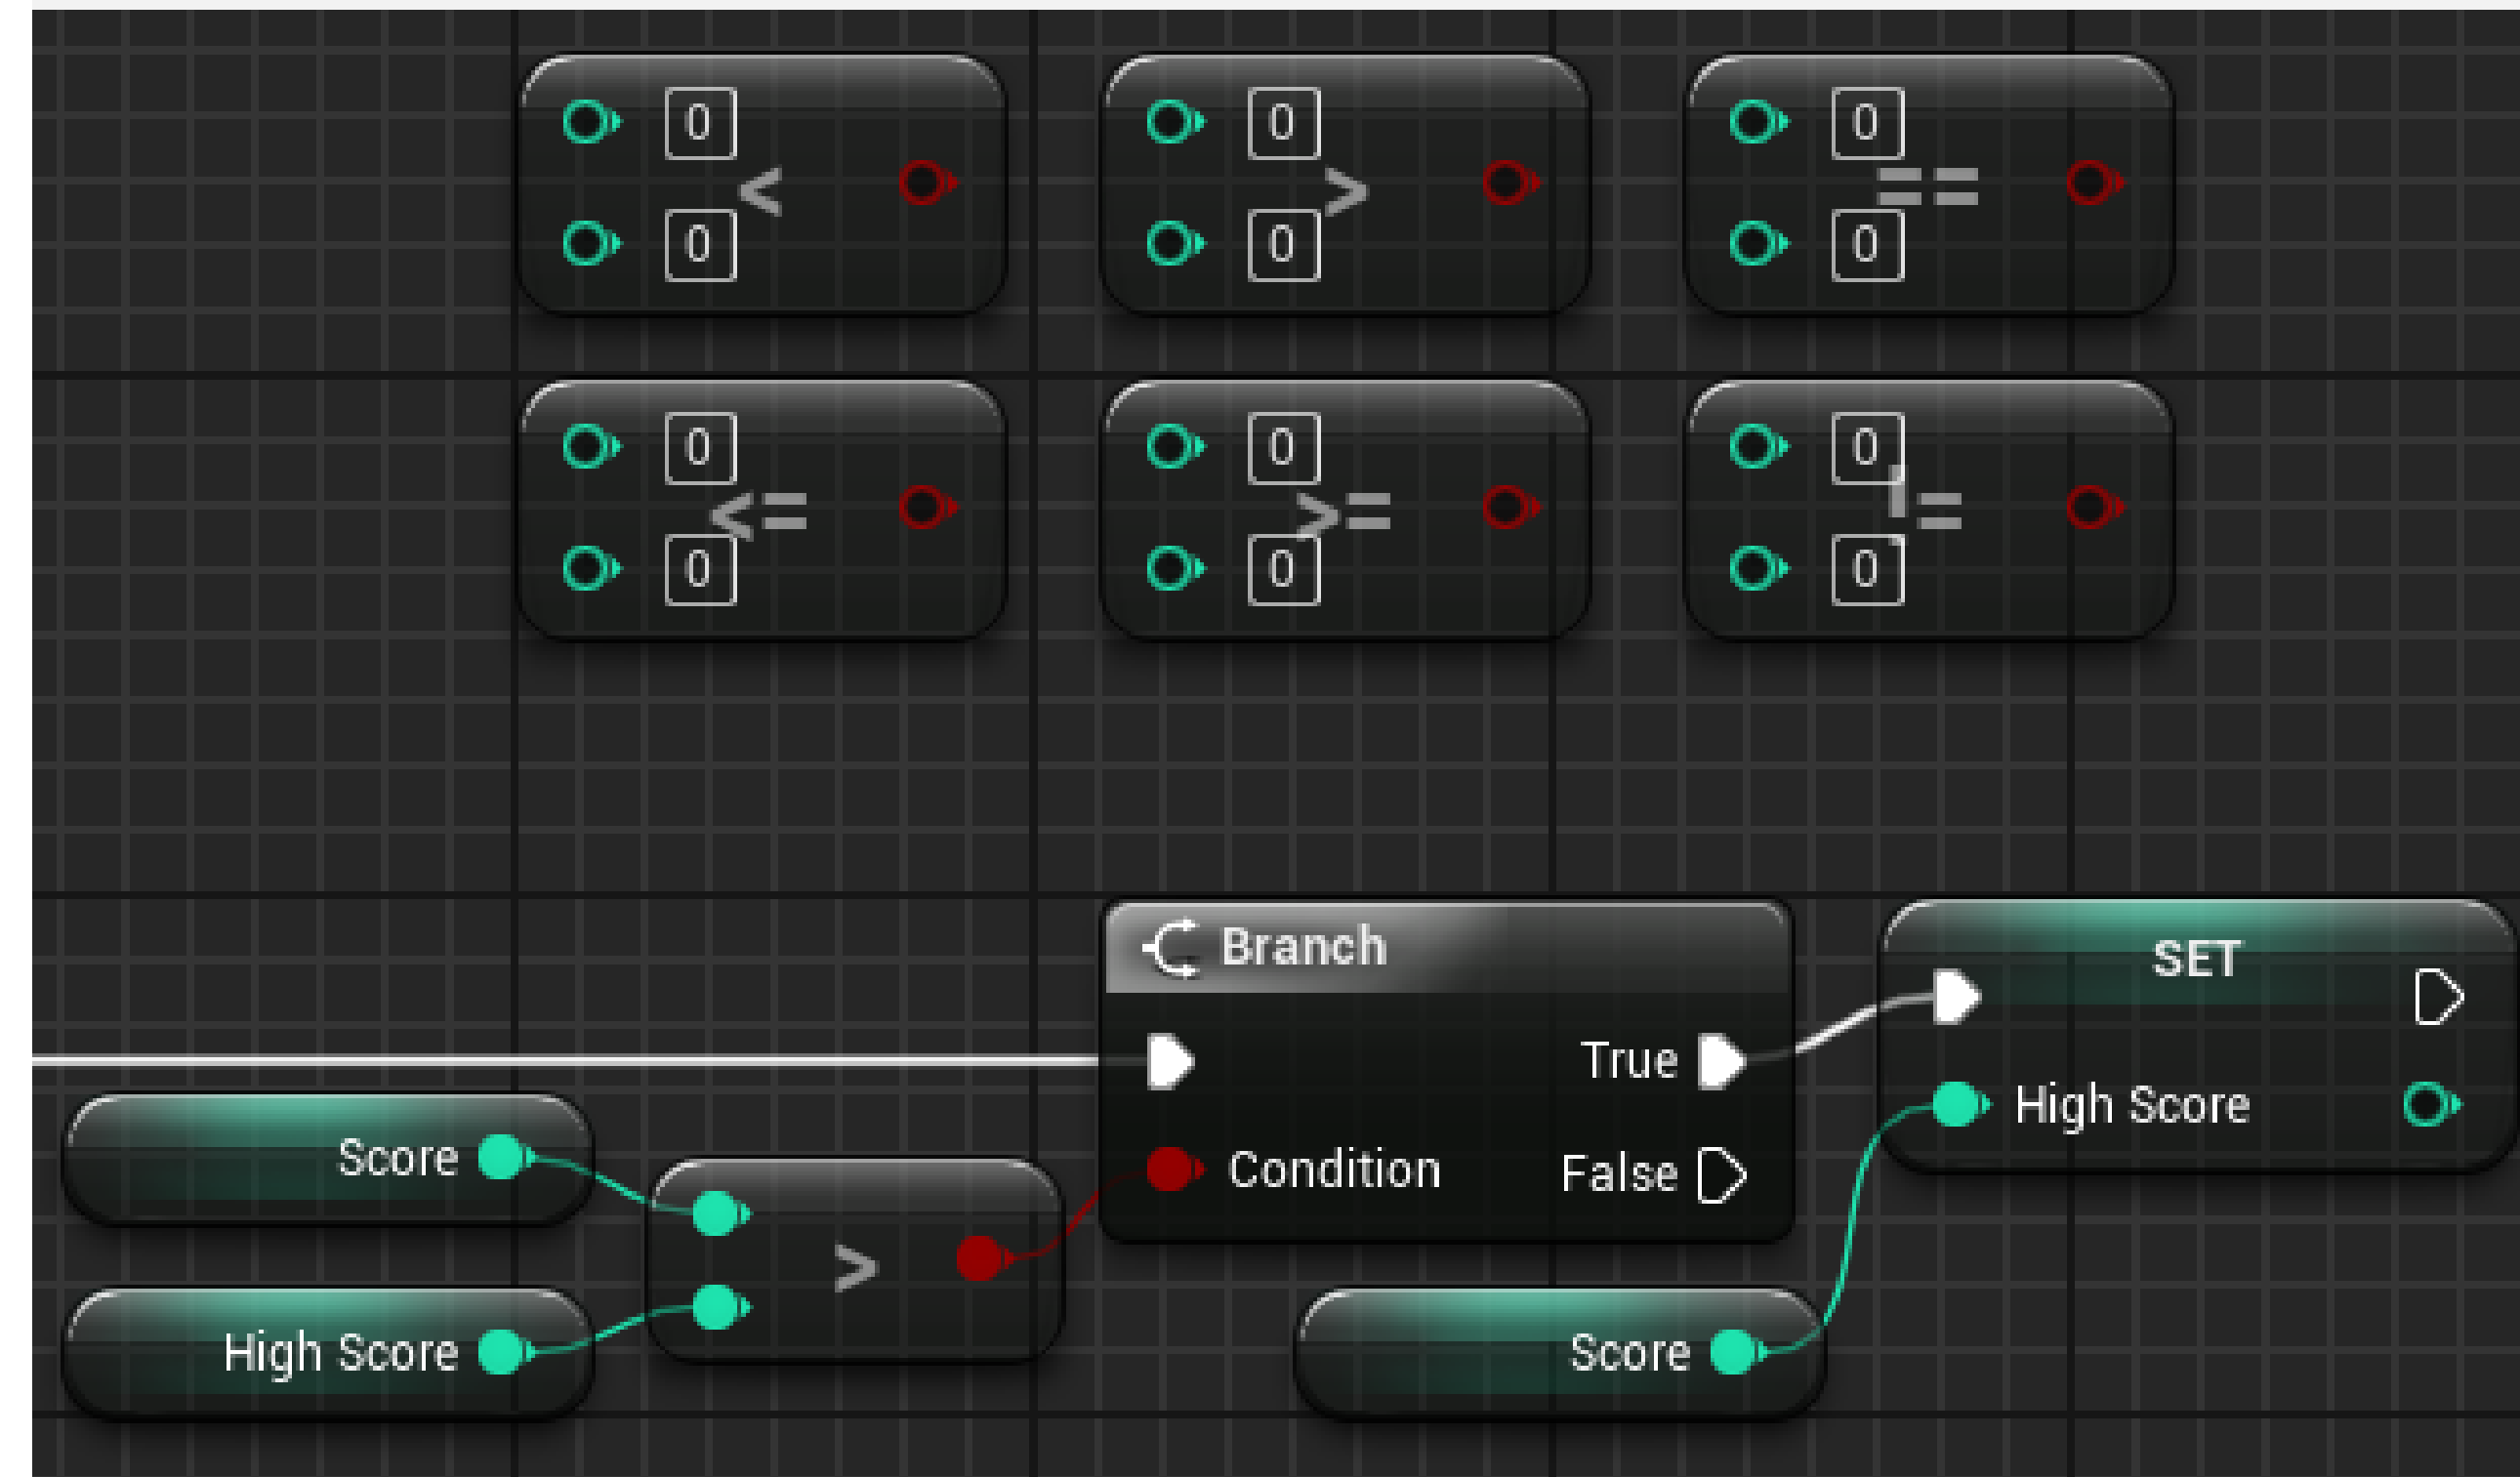 0 0 0
< > ==
0 0 0
0 0 0
<= >= !=
0 0 0
Branch
SET
True
High Score
Score
Condition
False
>
High Score
Score